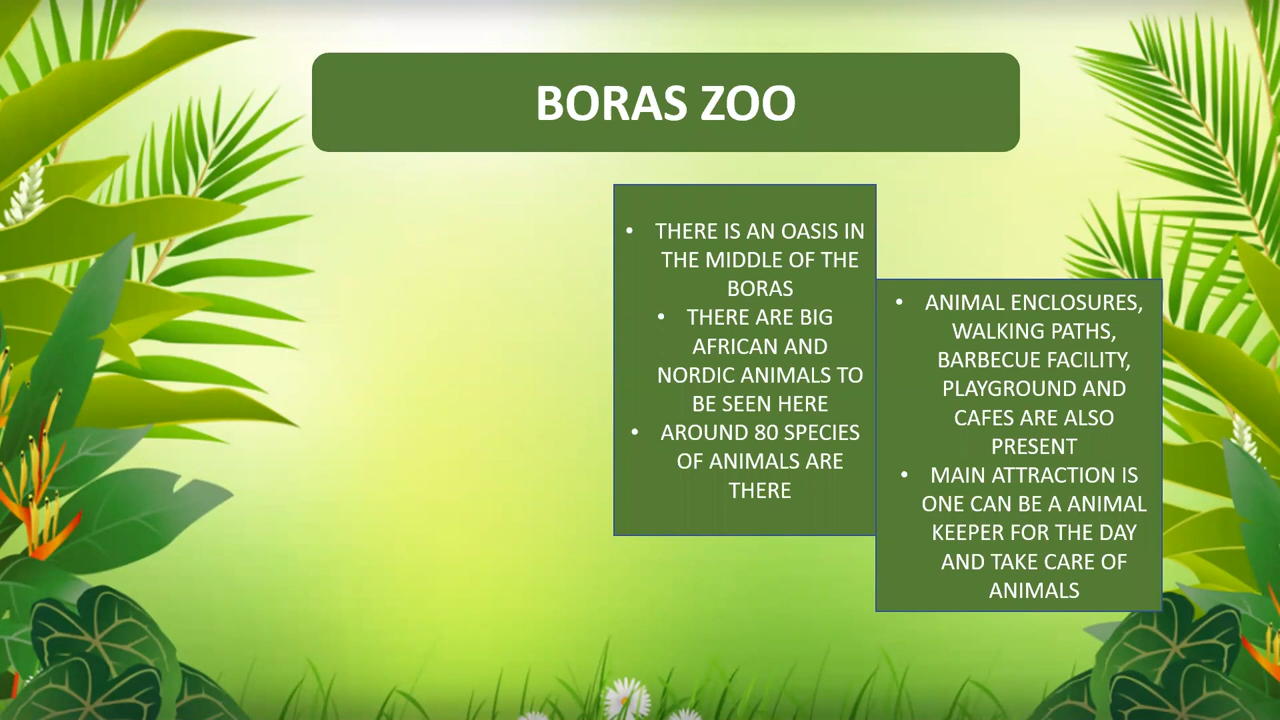 BORAS ZOO
• THERE IS AN OASIS IN
THE MIDDLE OF THE
BORAS
• THERE ARE BIG
AFRICAN AND
NORDIC ANIMALS TO
BE SEEN HERE
• AROUND 80 SPECIES
OF ANIMALS ARE
THERE
• ANIMAL ENCLOSURES,
WALKING PATHS,
BARBECUE FACILITY,
PLAYGROUND AND
CAFES ARE ALSO
PRESENT
• MAIN ATTRACTION IS
ONE CAN BE A ANIMAL
KEEPER FOR THE DAY
AND TAKE CARE OF
ANIMALS